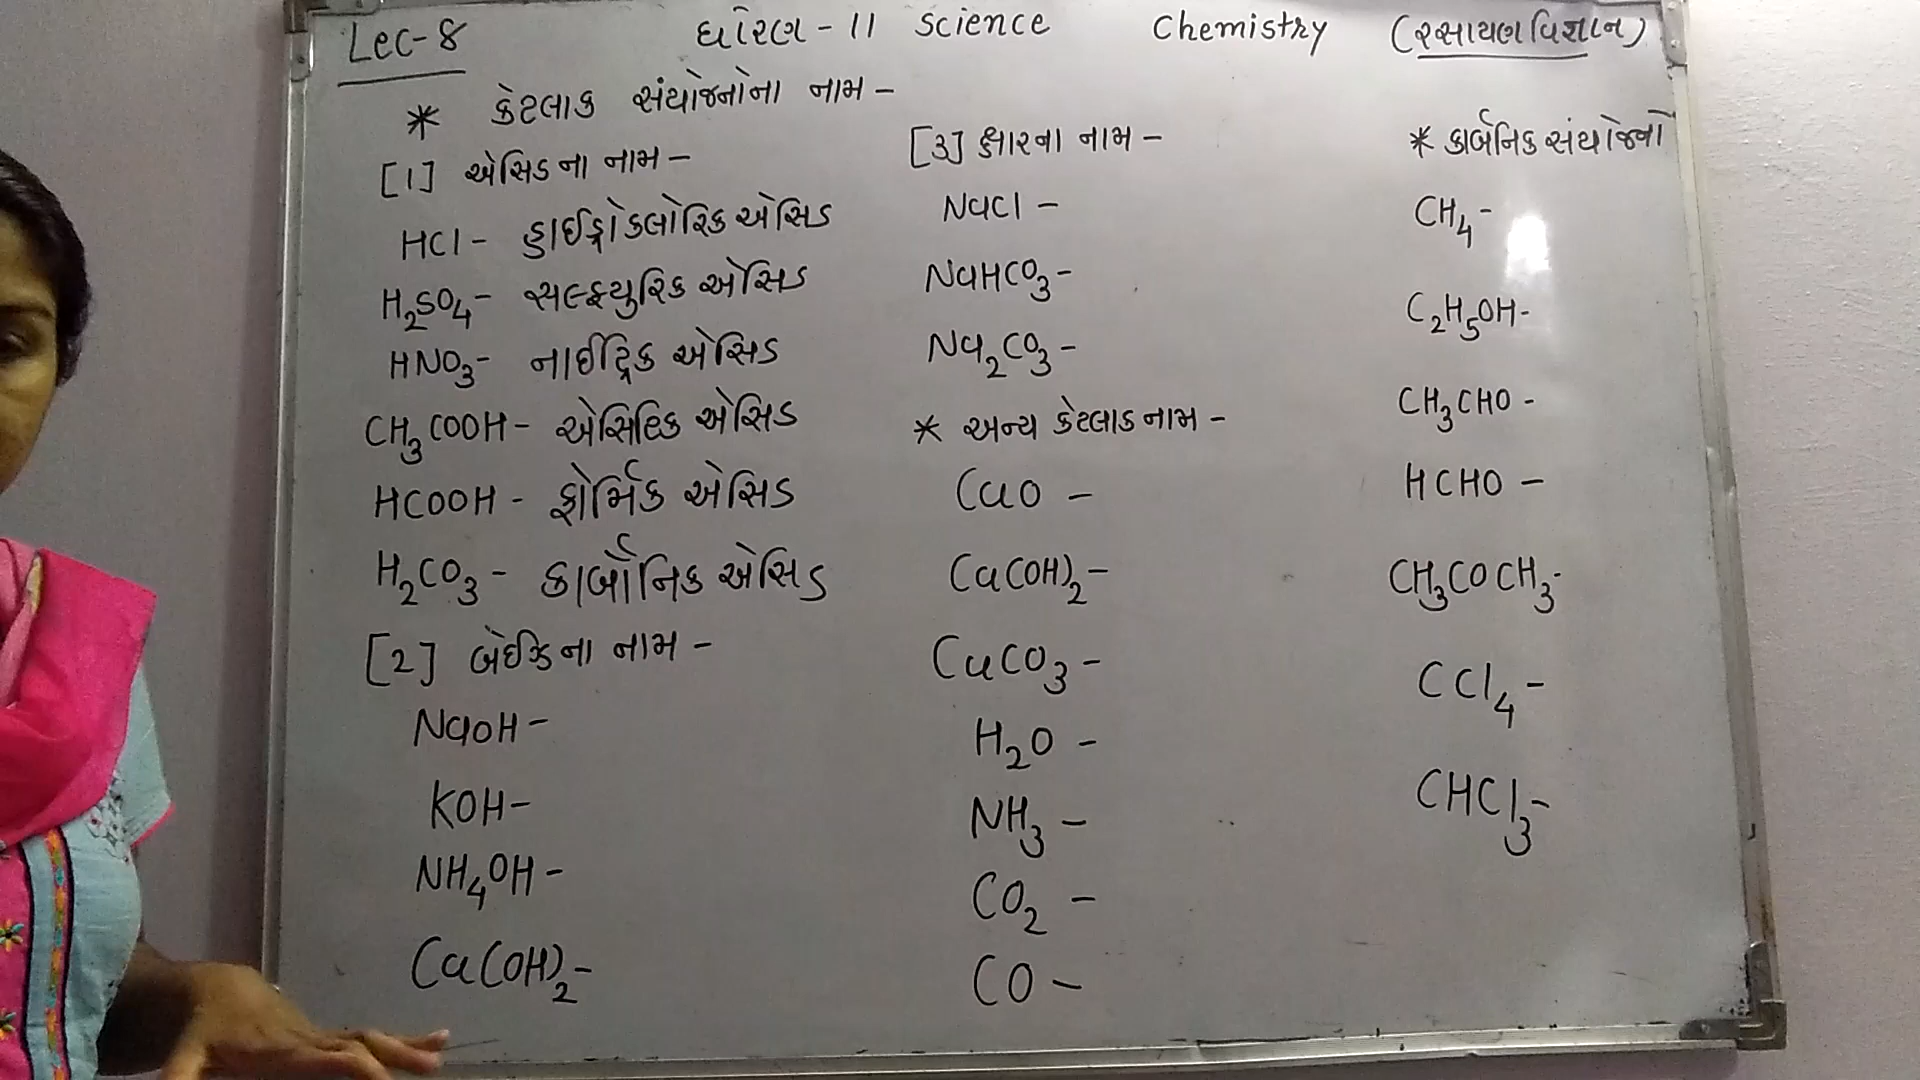 Lec-8 ધોરણ - 11 Science Chemistry (રસાયણ વિજ્ઞાન)
* કેટલાક સંયોજનોના નામ -
[1] એસિડ ના નામ -
HCl - હાઈડ્રોકલોરિક એસિડ
H₂SO₄ - સલ્ફ્યુરિક એસિડ
HNO₃ - નાઈટ્રિક એસિડ
CH₃COOH - એસિટિક એસિડ
HCOOH - ફોર્મિક એસિડ
H₂CO₃ - કાર્બોનિક એસિડ
[2] બેઈઝના નામ -
NaOH -
KOH -
NH₄OH -
Ca(OH)₂ -
[3] ક્ષારના નામ -
NaCl -
NaHCO₃ -
Na₂CO₃ -
* અન્ય કેટલાક નામ -
CaO -
Ca(OH)₂ -
CaCO₃ -
H₂O -
NH₃ -
CO₂ -
CO -
* કાર્બનિક સંયોજનો
CH₄ -
C₂H₅OH -
CH₃CHO -
HCHO -
CH₃COCH₃ -
CCl₄ -
CHCl₃ -